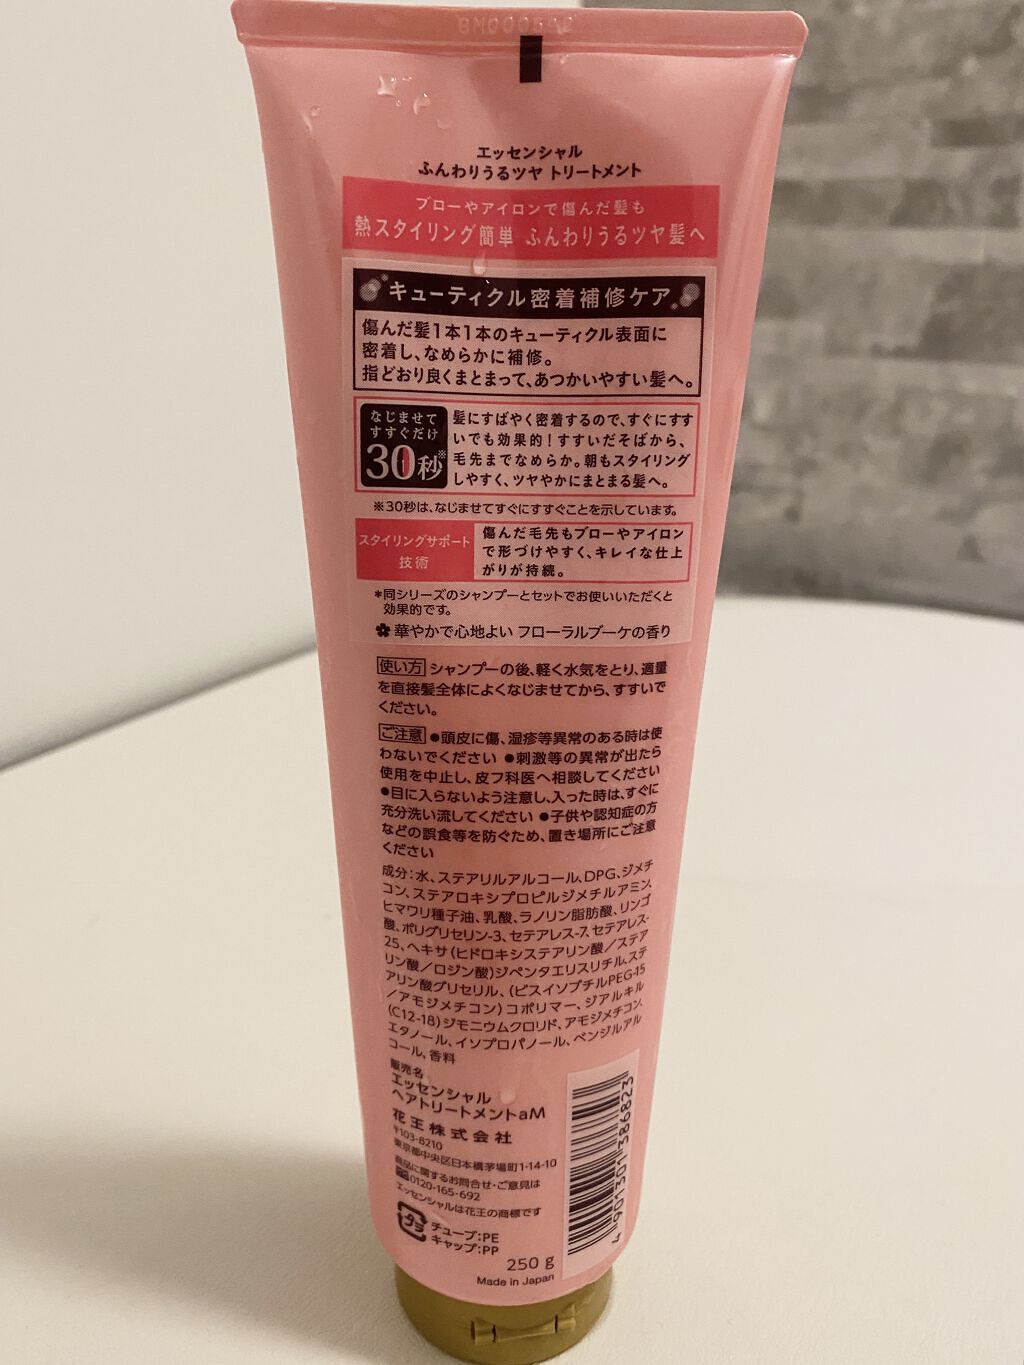 BM000592
エッセンシャル
ふんわりうるツヤ トリートメント
ブローやアイロンで傷んだ髪も
熱スタイリング簡単 ふんわりうるツヤ髪へ
キューティクル密着補修ケア*
傷んだ髪1本1本のキューティクル表面に
密着し、なめらかに補修。
指どおり良くまとまって、あつかいやすい髪へ。
なじませて
すすぐだけ
30秒※
髪にすばやく密着するので、すぐにすす
いでも効果的!すすいだそばから、
毛先までなめらか。朝もスタイリング
しやすく、ツヤやかにまとまる髪へ。
※30秒は、なじませてすぐにすすぐことを示しています。
スタイリングサポート
技術
傷んだ毛先もブローやアイロン
で形づけやすく、キレイな仕上
がりが持続。
*同シリーズのシャンプーとセットでお使いいただくと
効果的です。
華やかで心地よい フローラルブーケの香り
使い方 シャンプーの後、軽く水気をとり、適量
を直接髪全体によくなじませてから、すすいで
ください。
ご注意 ●頭皮に傷、湿疹等異常のある時は使
わないでください ●刺激等の異常が出たら
使用を中止し、皮フ科医へ相談してください
●目に入らないよう注意し、入った時は、すぐに
充分洗い流してください ●子供や認知症の方
などの誤食等を防ぐため、置き場所にご注意
ください
成分:水、ステアリルアルコール、DPG、ジメチ
コン、ステアロキシプロピルジメチルアミン、
ヒマワリ種子油、乳酸、ラノリン脂肪酸、リンゴ
酸、ポリグリセリン-3、セテアレス-7、セテアレス-
25、ヘキサ(ヒドロキシステアリン酸/ステア
リン酸/ロジン酸)ジペンタエリスリチル、ステ
アリン酸グリセリル、(ビスイソブチルPEG-15
/アモジメチコン)コポリマー、ジアルキル
(C12-18)ジモニウムクロリド、アモジメチコン、
エタノール、イソプロパノール、ベンジルアル
コール、香料
販売名
エッセンシャル
ヘアトリートメントaM
花王株式会社
〒103-8210
東京都中央区日本橋茅場町1-14-10
商品に関するお問合せ・ご意見は
0120-165-692
エッセンシャルは花王の商標です
プラ
チューブ:PE
キャップ:PP
250 g
Made in Japan
4 901301 386823